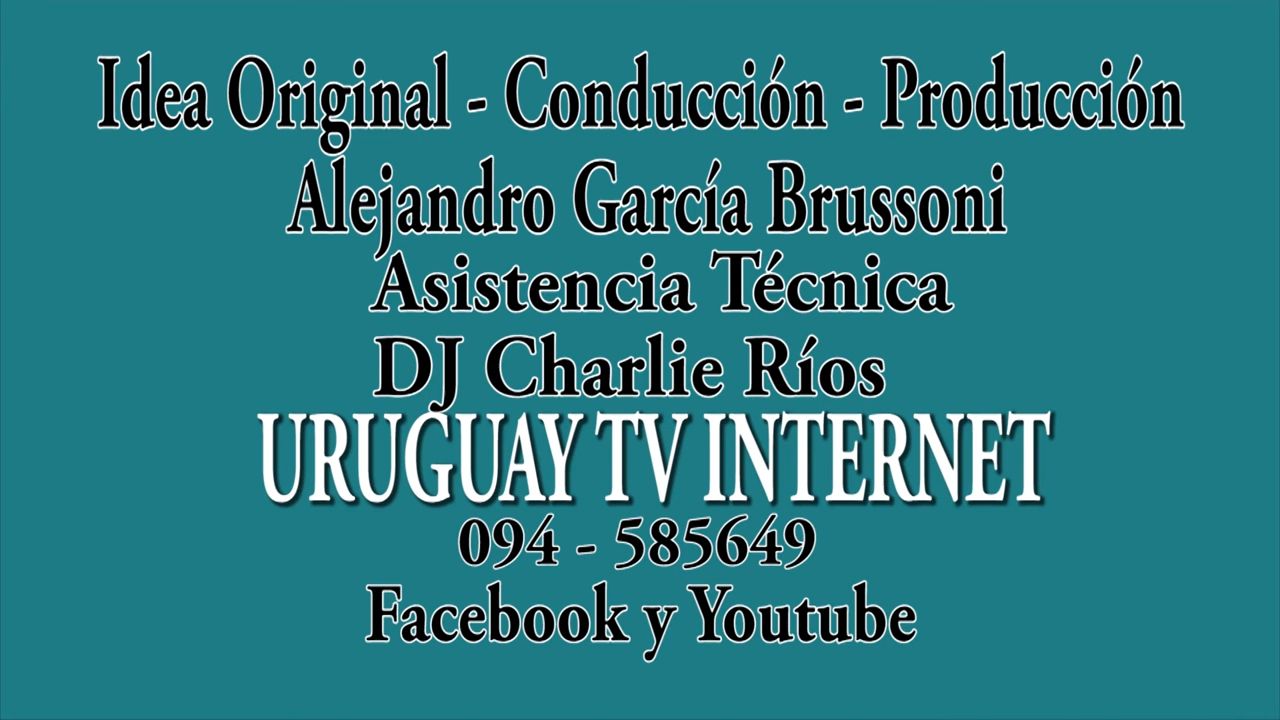 Idea Original - Conducción - Producción
Alejandro García Brussoni
Asistencia Técnica
DJ Charlie Ríos
URUGUAY TV INTERNET
094 - 585649
Facebook y Youtube